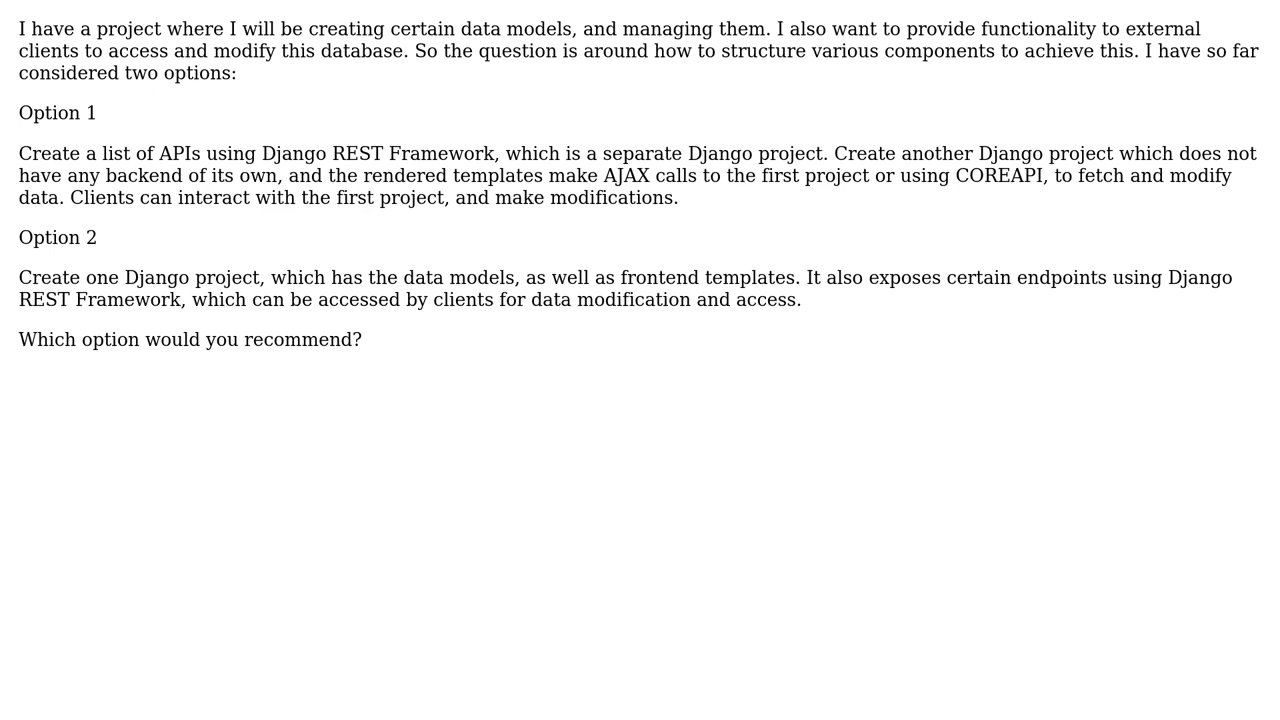 I have a project where I will be creating certain data models, and managing them. I also want to provide functionality to external
clients to access and modify this database. So the question is around how to structure various components to achieve this. I have so far
considered two options:
Option 1
Create a list of APIs using Django REST Framework, which is a separate Django project. Create another Django project which does not
have any backend of its own, and the rendered templates make AJAX calls to the first project or using COREAPI, to fetch and modify
data. Clients can interact with the first project, and make modifications.
Option 2
Create one Django project, which has the data models, as well as frontend templates. It also exposes certain endpoints using Django
REST Framework, which can be accessed by clients for data modification and access.
Which option would you recommend?